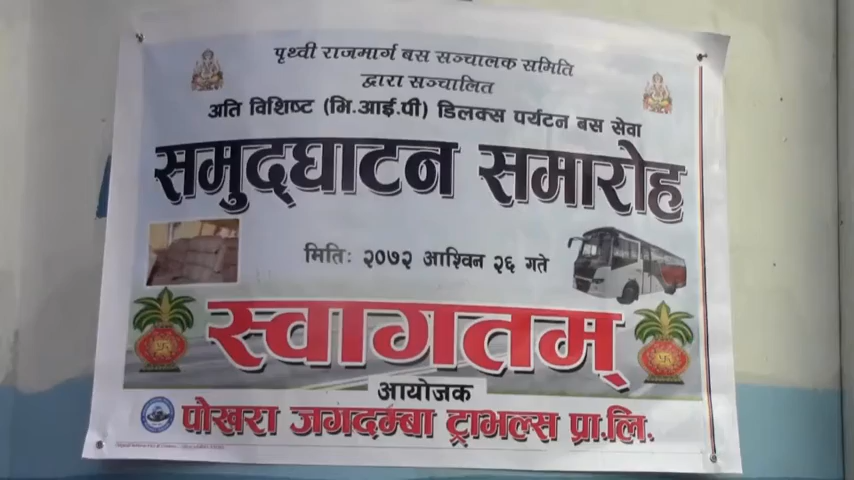 पृथ्वी राजमार्ग बस सञ्चालक समिति
द्वारा सञ्चालित
अति विशिष्ट (भि.आई.पी) डिलक्स पर्यटन बस सेवा
समुद्घाटन समारोह
मितिः २०७२ आश्विन २६ गते
स्वागतम्
आयोजक
पोखरा जगदम्बा ट्राभल्स प्रा.लि.